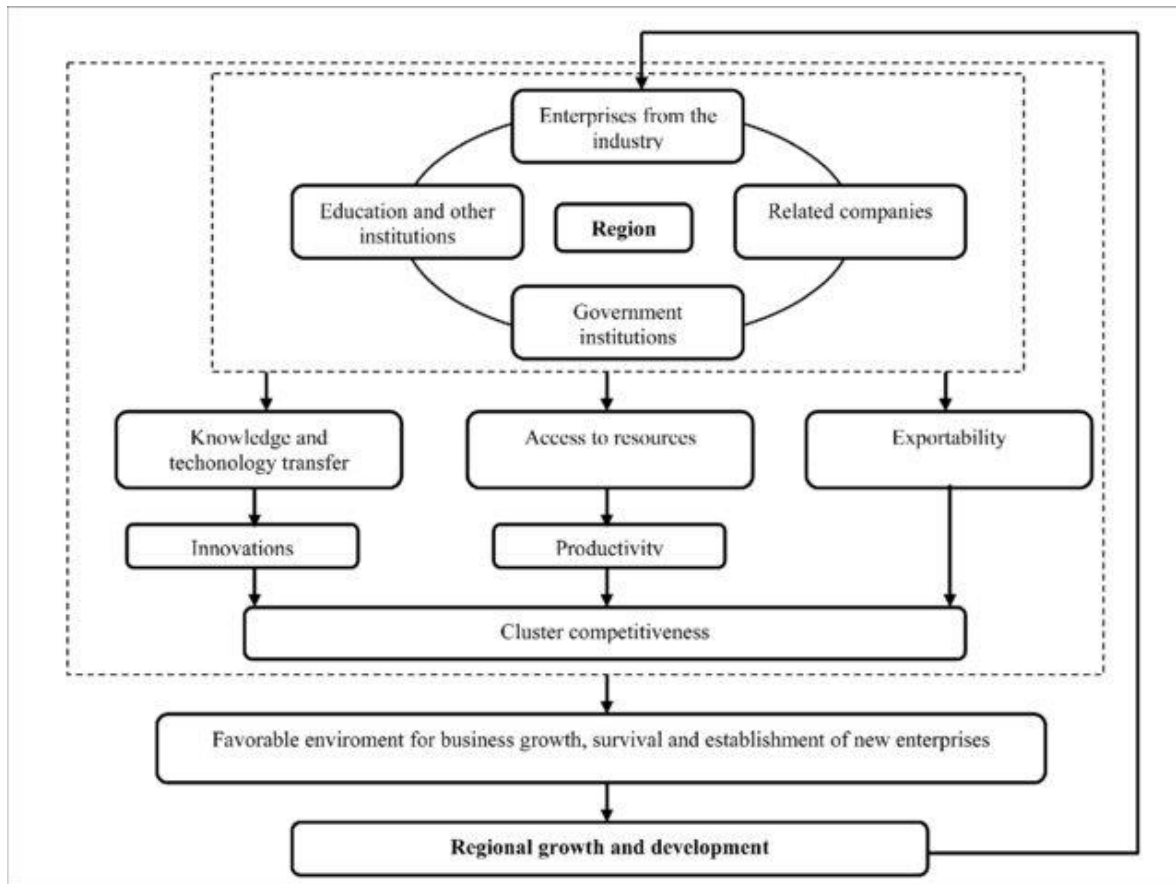 Enterprises from the
industry
Education and other
institutions
Region
Related companies
Government
institutions
Knowledge and
techonology transfer
Access to resources
Exportability
Innovations
Productivity
Cluster competitiveness
Favorable enviroment for business growth, survival and establishment of new enterprises
Regional growth and development